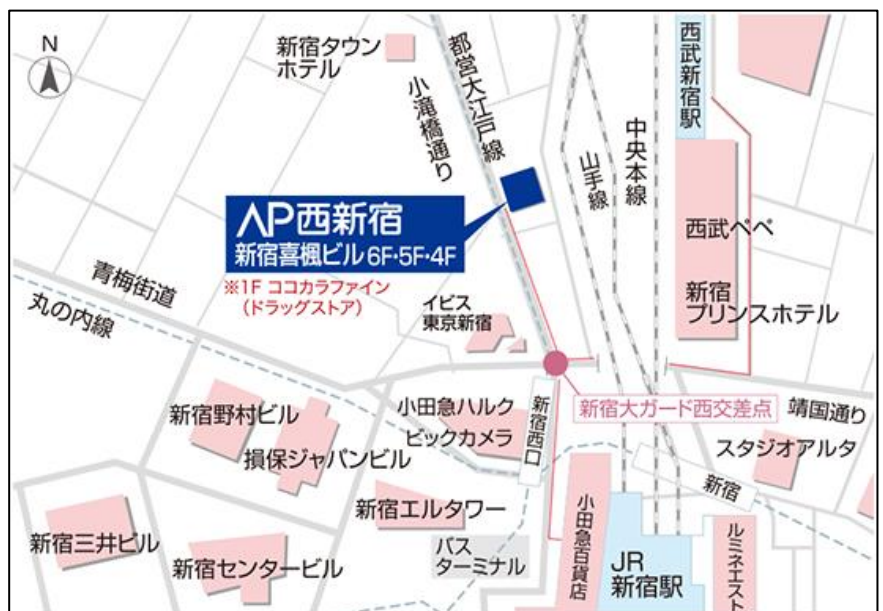 N
新宿タウン
ホテル
都営大江戸線
小滝橋通り
中央本線
山手線
西武新宿駅
AP西新宿
新宿喜楓ビル6F・5F・4F
※1F ココカラファイン
(ドラッグストア)
西武ペペ
新宿
プリンスホテル
青梅街道
丸の内線
イビス
東京新宿
新宿大ガード西交差点
靖国通り
新宿野村ビル
損保ジャパンビル
小田急ハルク
ビックカメラ
新宿西口
スタジオアルタ
新宿
新宿三井ビル
新宿センタービル
新宿エルタワー
バス
ターミナル
小田急百貨店
JR
新宿駅
ルミネエスト